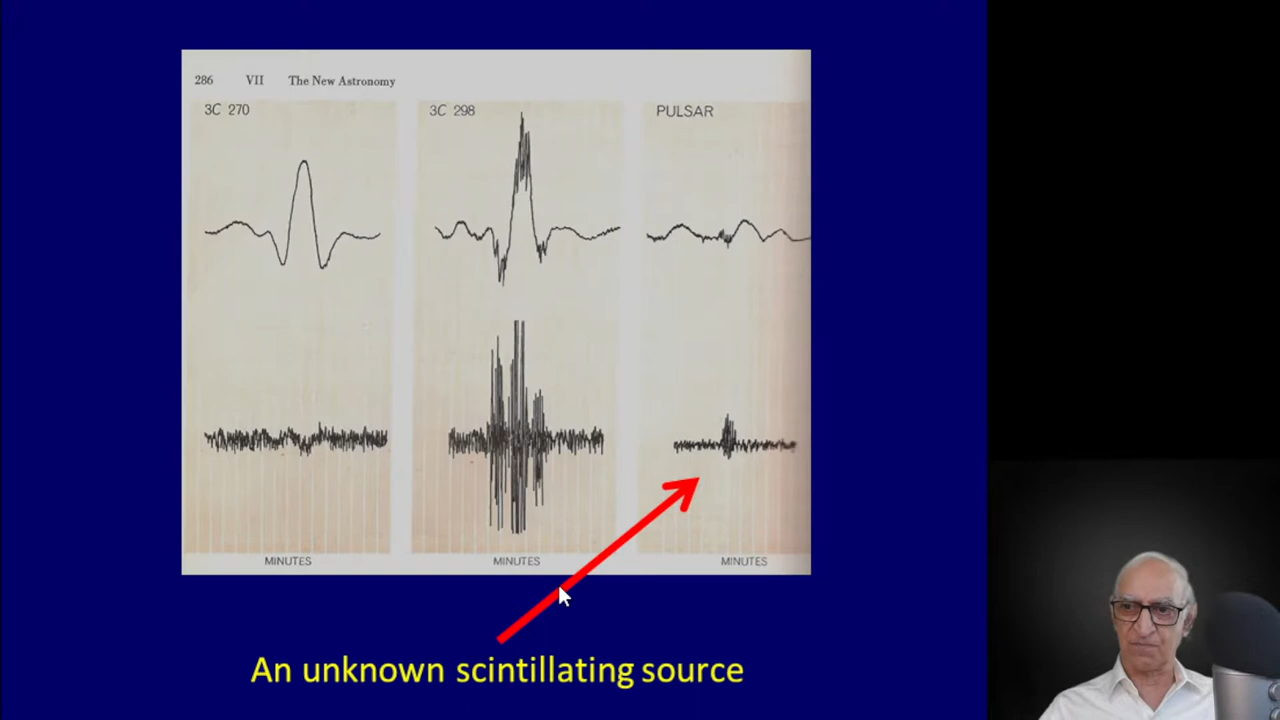 286 VII The New Astronomy
3C 270 3C 298 PULSAR
MINUTES MINUTES MINUTES
An unknown scintillating source